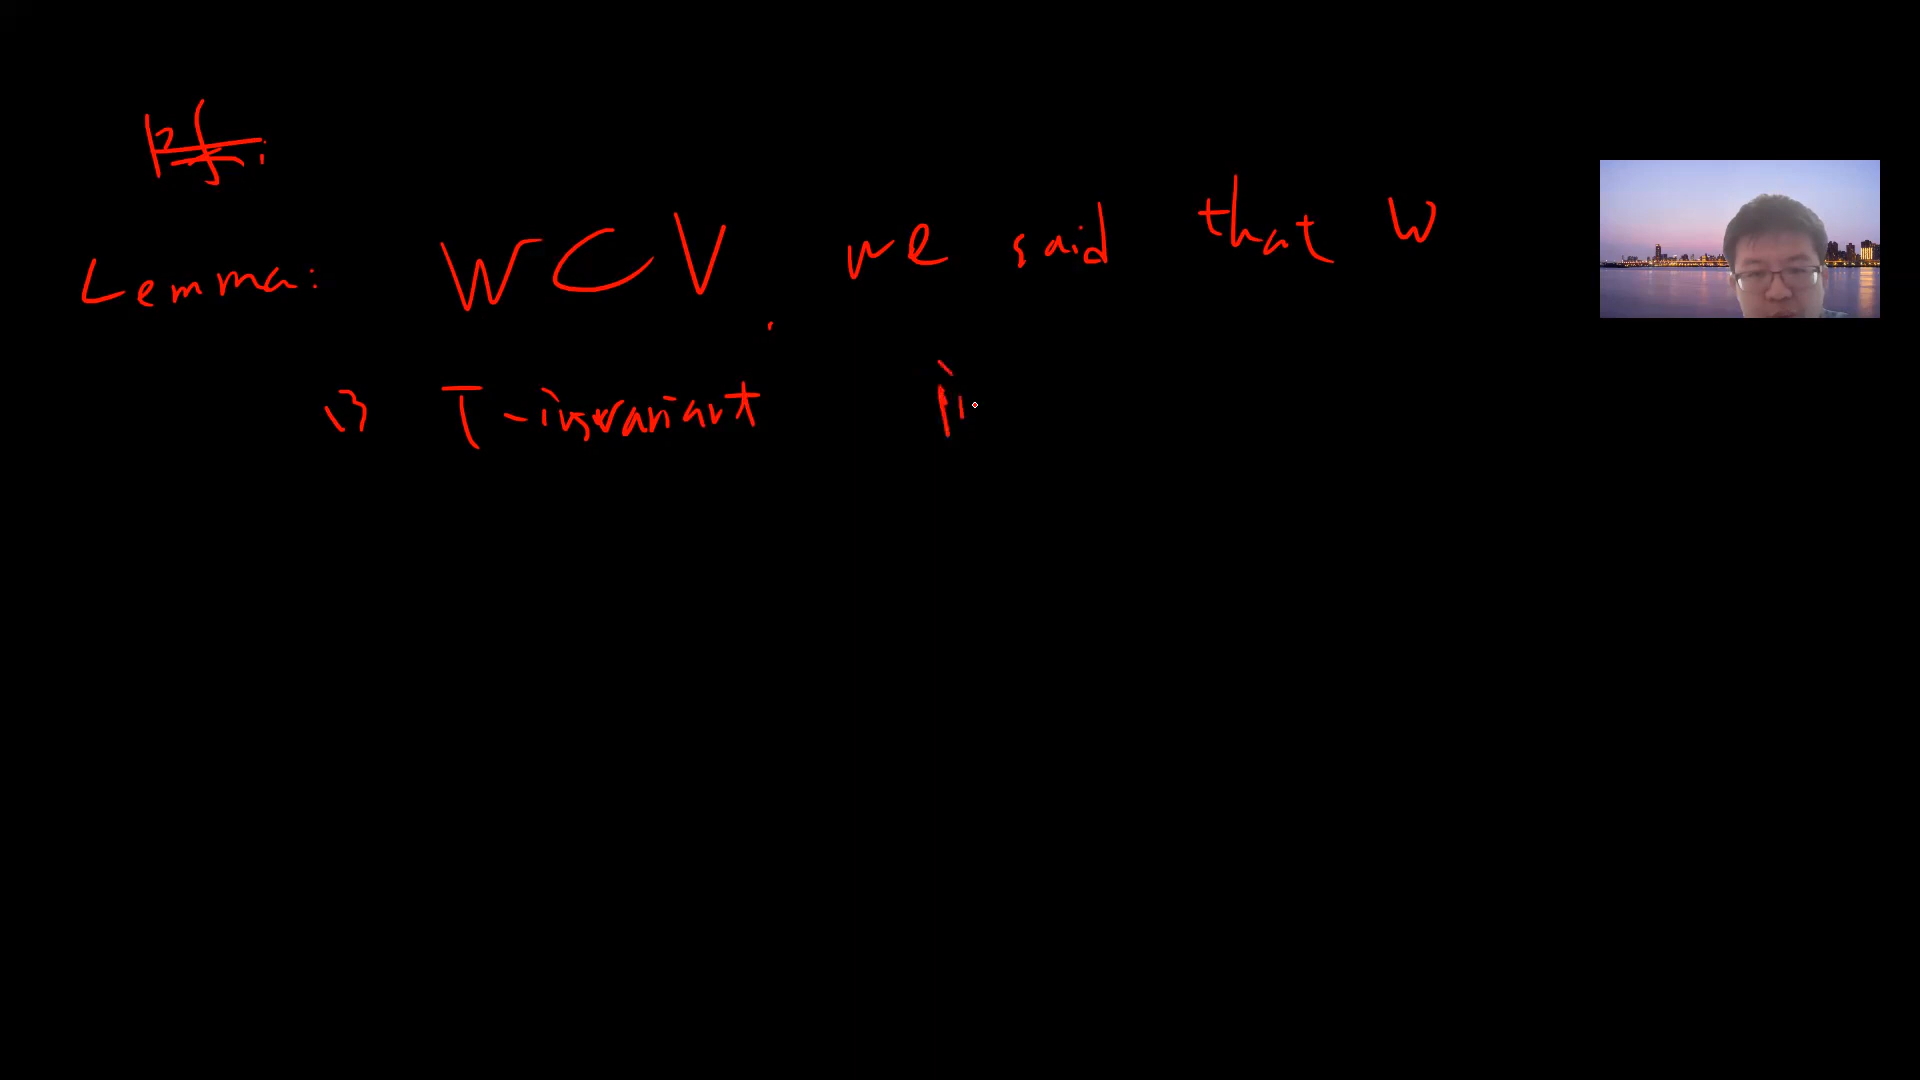 Lemma: W ⊂ V we said that W
is T-invariant